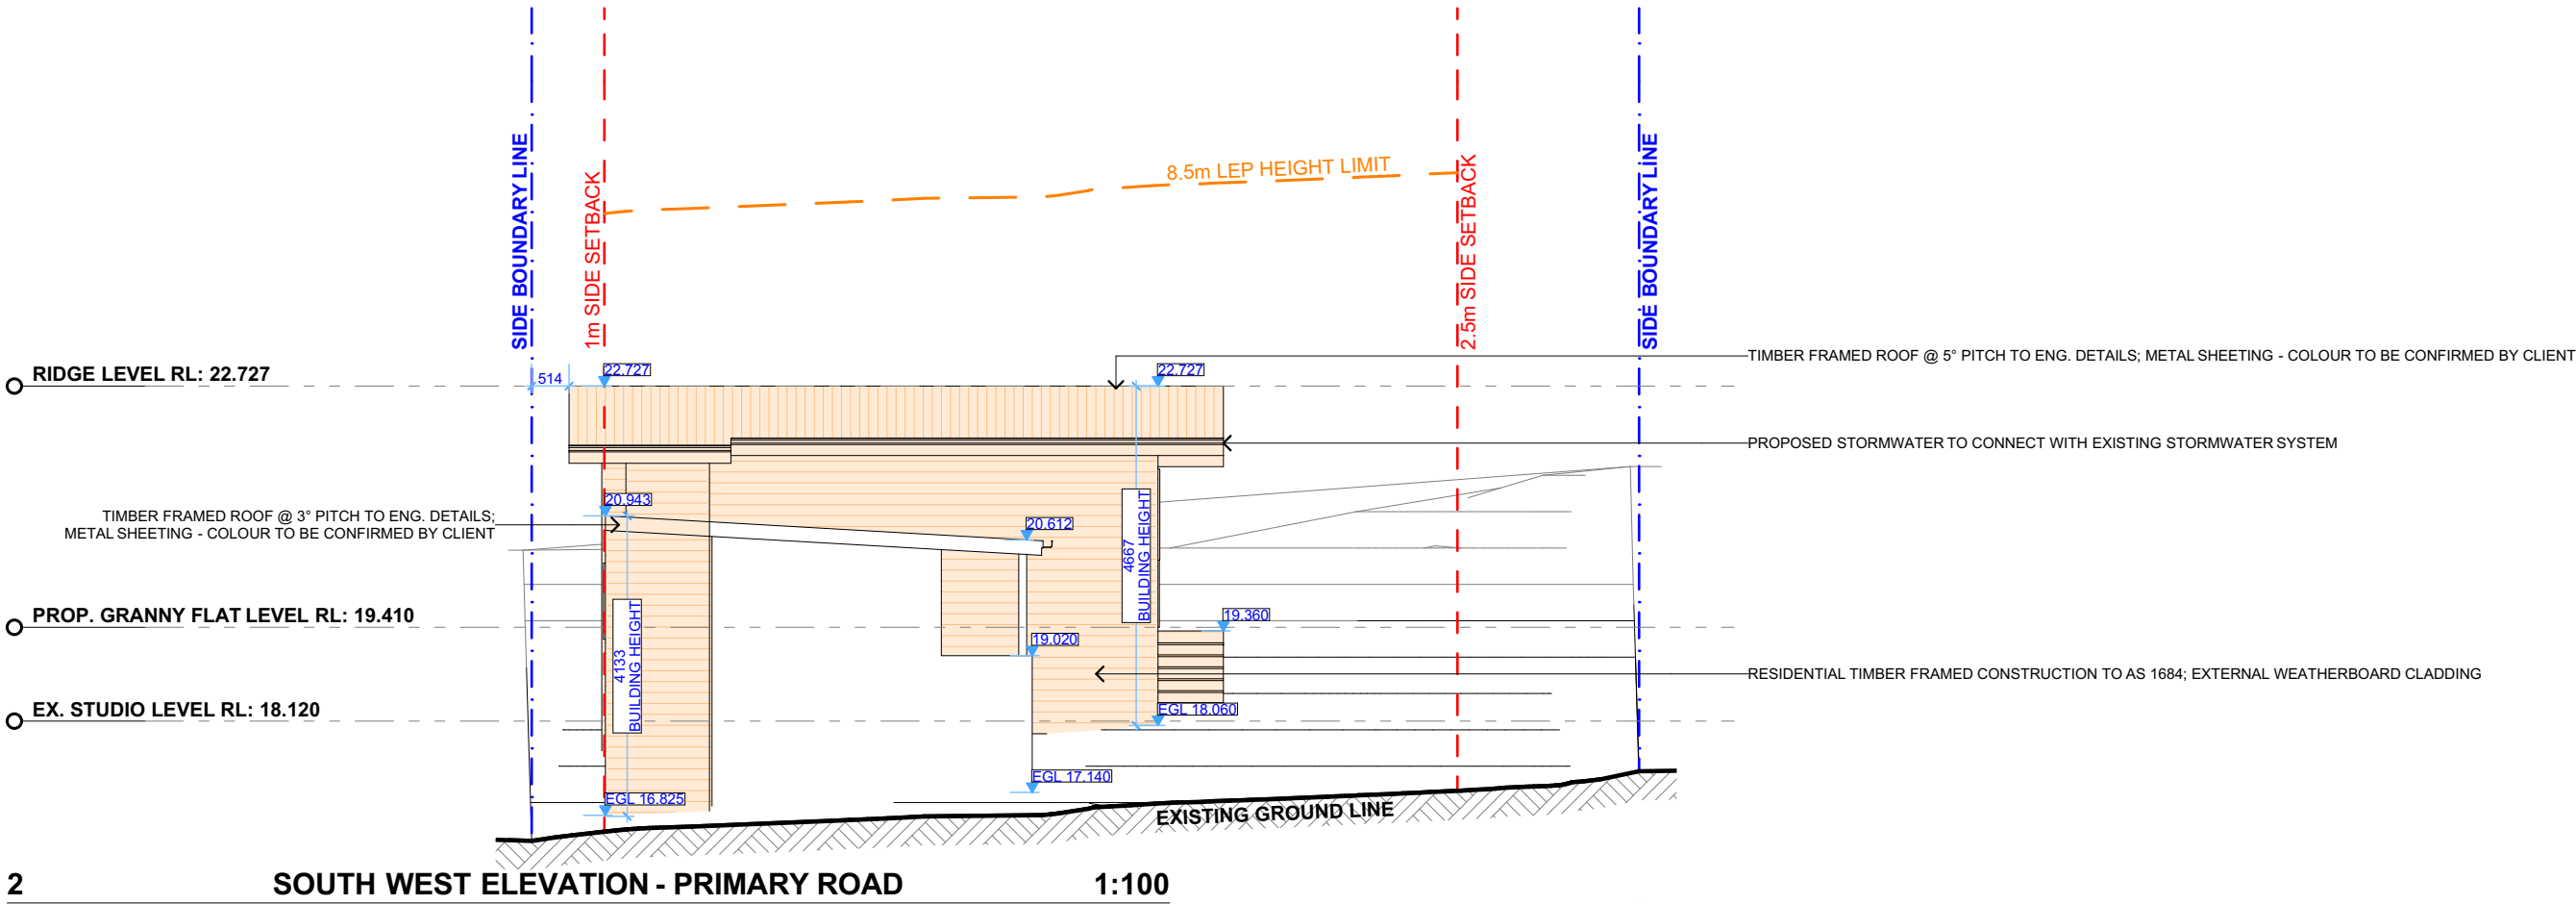 SIDE BOUNDARY LINE
1m SIDE SETBACK
8.5m LEP HEIGHT LIMIT
2.5m SIDE SETBACK
SIDE BOUNDARY LINE
RIDGE LEVEL RL: 22.727
514
22.727
22.727
TIMBER FRAMED ROOF @ 5° PITCH TO ENG. DETAILS; METAL SHEETING - COLOUR TO BE CONFIRMED BY CLIENT
PROPOSED STORMWATER TO CONNECT WITH EXISTING STORMWATER SYSTEM
TIMBER FRAMED ROOF @ 3° PITCH TO ENG. DETAILS;
METAL SHEETING - COLOUR TO BE CONFIRMED BY CLIENT
20.943
20.612
4667
BUILDING HEIGHT
PROP. GRANNY FLAT LEVEL RL: 19.410
4133
BUILDING HEIGHT
19.020
19.360
RESIDENTIAL TIMBER FRAMED CONSTRUCTION TO AS 1684; EXTERNAL WEATHERBOARD CLADDING
EX. STUDIO LEVEL RL: 18.120
EGL 18.060
EGL 17.140
EGL 16.825
EXISTING GROUND LINE
2 SOUTH WEST ELEVATION - PRIMARY ROAD 1:100